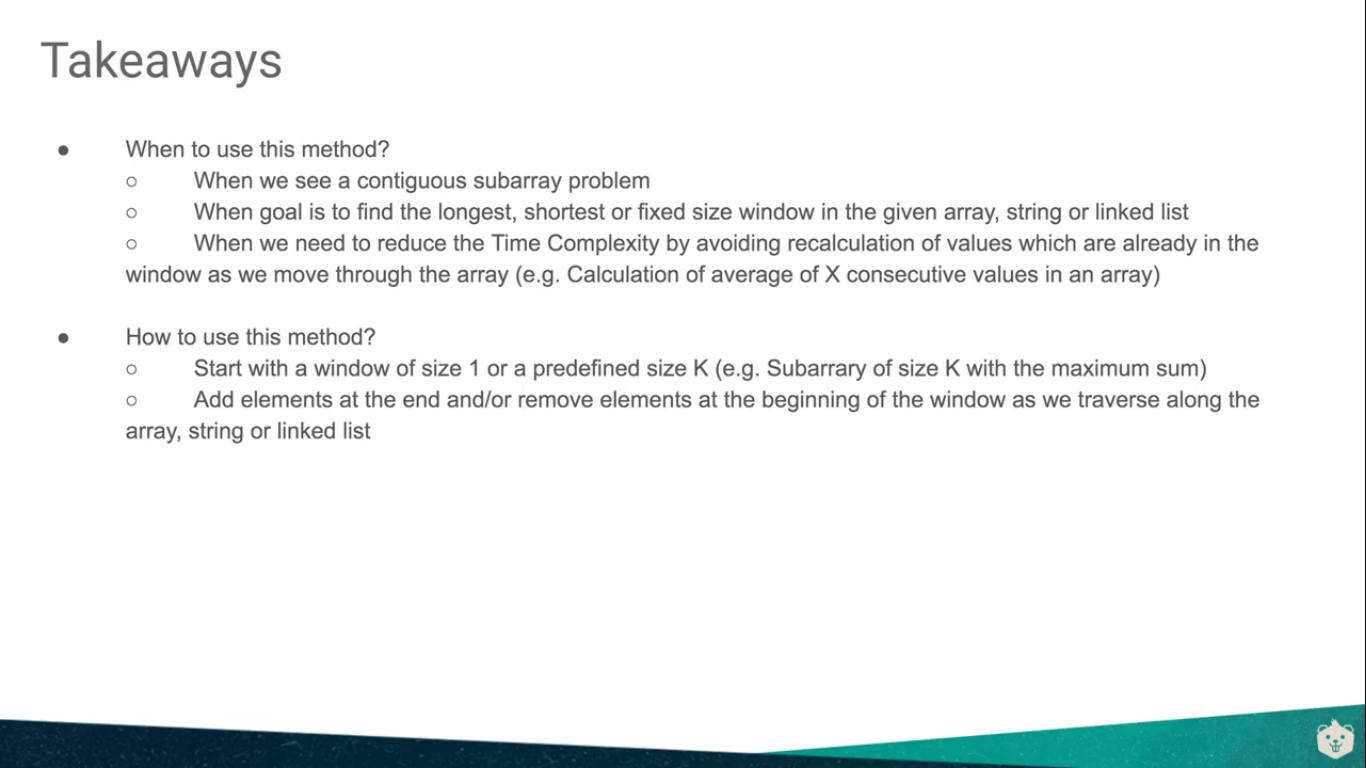 Takeaways
● When to use this method?
○ When we see a contiguous subarray problem
○ When goal is to find the longest, shortest or fixed size window in the given array, string or linked list
○ When we need to reduce the Time Complexity by avoiding recalculation of values which are already in the
window as we move through the array (e.g. Calculation of average of X consecutive values in an array)
● How to use this method?
○ Start with a window of size 1 or a predefined size K (e.g. Subarrary of size K with the maximum sum)
○ Add elements at the end and/or remove elements at the beginning of the window as we traverse along the
array, string or linked list